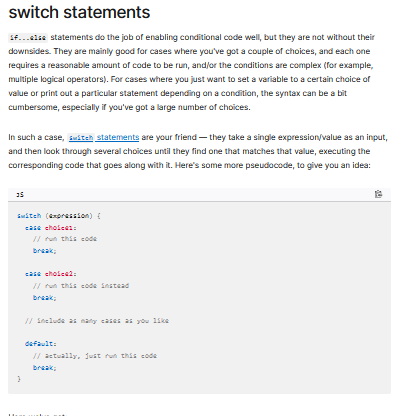 switch statements
if...else statements do the job of enabling conditional code well, but they are not without their
downsides. They are mainly good for cases where you've got a couple of choices, and each one
requires a reasonable amount of code to be run, and/or the conditions are complex (for example,
multiple logical operators). For cases where you just want to set a variable to a certain choice of
value or print out a particular statement depending on a condition, the syntax can be a bit
cumbersome, especially if you've got a large number of choices.
In such a case, switch statements are your friend — they take a single expression/value as an input,
and then look through several choices until they find one that matches that value, executing the
corresponding code that goes along with it. Here's some more pseudocode, to give you an idea:
JS
switch (expression) {
case choice1:
// run this code
break;
case choice2:
// run this code instead
break;
// include as many cases as you like
default:
// actually, just run this code
break;
}